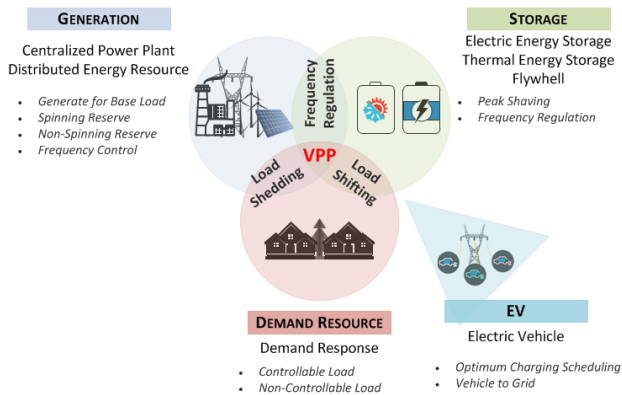 GENERATION
Centralized Power Plant
Distributed Energy Resource
• Generate for Base Load
• Spinning Reserve
• Non-Spinning Reserve
• Frequency Control
STORAGE
Electric Energy Storage
Thermal Energy Storage
Flywhell
• Peak Shaving
• Frequency Regulation
Frequency
Regulation
VPP
Load
Shedding
Load
Shifting
DEMAND RESOURCE
Demand Response
• Controllable Load
• Non-Controllable Load
EV
Electric Vehicle
• Optimum Charging Scheduling
• Vehicle to Grid